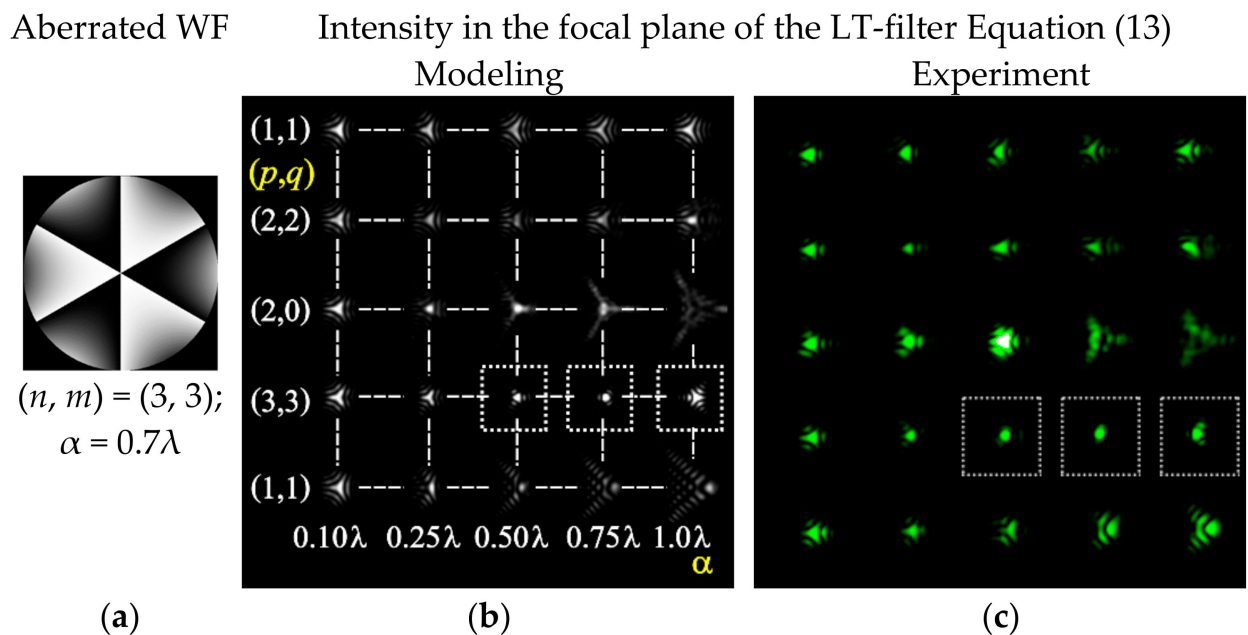 Aberrated WF
Intensity in the focal plane of the LT-filter Equation (13)
Modeling
Experiment
(1,1)
(p,q)
(2,2)
(2,0)
(3,3)
(1,1)
0.10λ 0.25λ 0.50λ 0.75λ 1.0λ
α
(n, m) = (3, 3);
α = 0.7λ
(a)
(b)
(c)